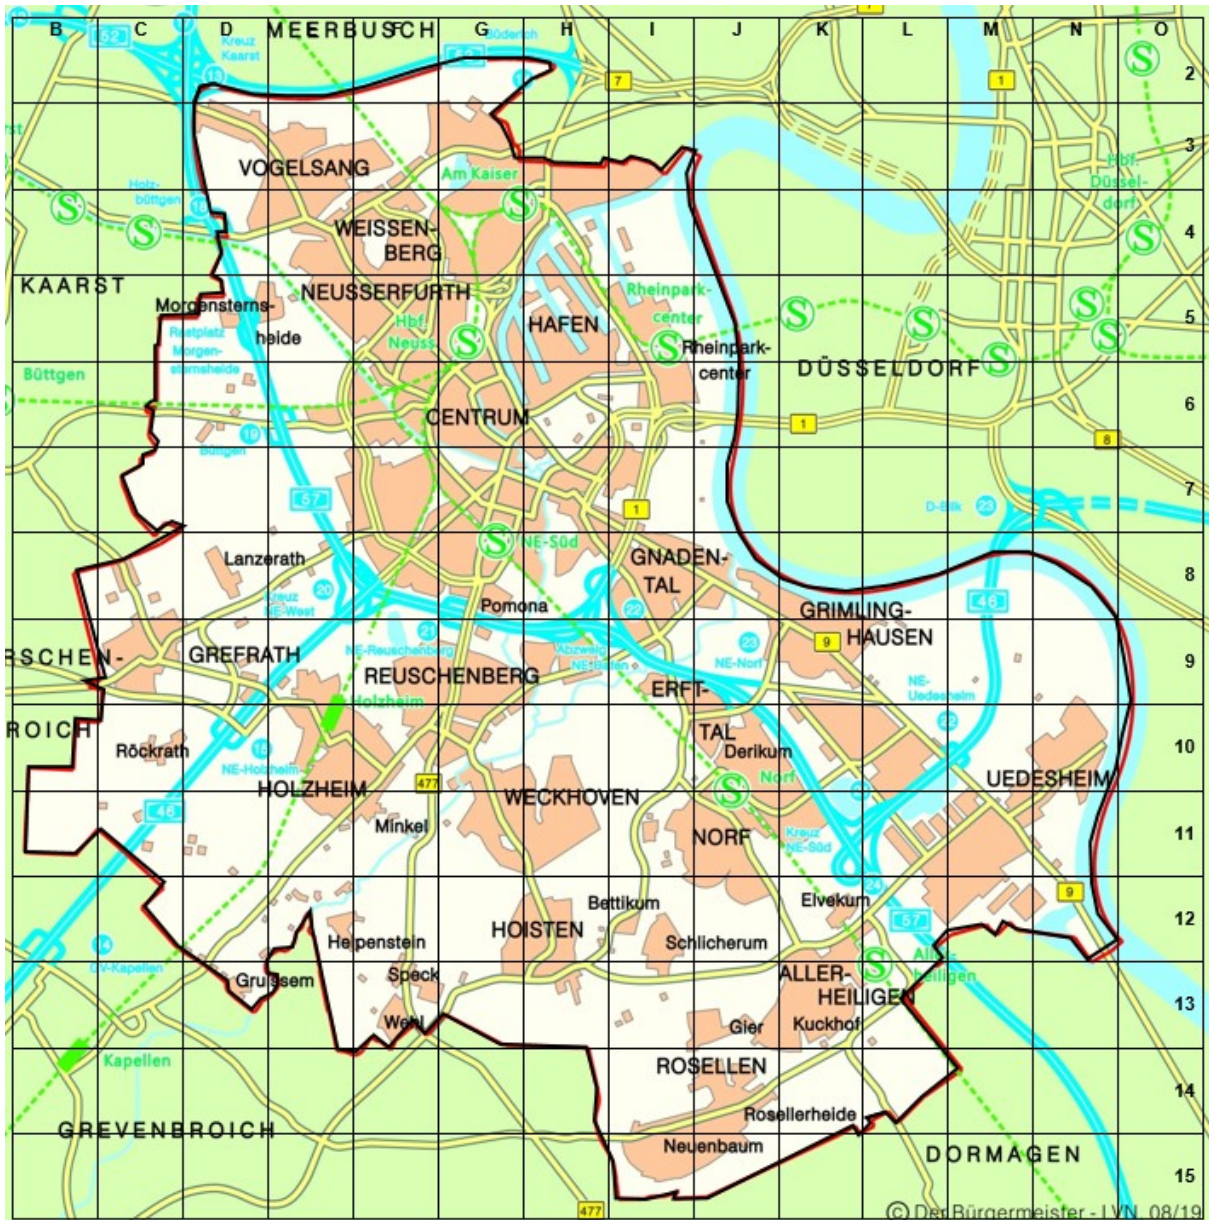 B C D E F G H I J K L M N O
MEERBUSCH
52
52
Kreuz
Kaarst
Büderich
13
7
7
1
2
3
VOGELSANG
Am Kaiser
Hbf.
Düssel-
dorf
Holz-
büttgen
S
S
S
S
S
WEISSEN-
BERG
4
KAARST
Morgensterns-
heide
NEUSSERFURTH
Rheinpark-
center
HAFEN
Hbf.
Neuss
S
S
S
S
S
S
S
5
Rastplatz
Morgen-
sternsheide
Rheinpark-
center
Büttgen
DÜSSELDORF
CENTRUM
1
8
6
19
Büttgen
57
1
D-Bilk
23
7
S
NE-Süd
GNADEN-
TAL
Lanzerath
20
Kreuz
NE-West
Pomona
22
46
8
GRIMLING-
HAUSEN
21
NE-Reuschenberg
Abzweig
NE-Hafen
23
NE-Norf
9
RSCHEN-
GREFRATH
REUSCHENBERG
ERFT-
TAL
NE-
Uedesheim
22
9
Holzheim
ROICH
Röckrath
NE-Holzheim
Derikum
10
HOLZHEIM
477
WECKHOVEN
S
Norf
UEDESHEIM
46
Minkel
NORF
Kreuz
NE-Süd
11
24
Bettikum
Elvekum
9
57
HOISTEN
12
Helpenstein
Schlicherum
14
GV-Kapellen
Gruissem
Speck
ALLER-
HEILIGEN
S
Aller-
heiligen
Wehl
Gier
Kuckhof
13
Kapellen
ROSELLEN
GREVENBROICH
Rosellerheide
14
Neuenbaum
DORMAGEN
15
477
© Der Bürgermeister - LVN, 08/19